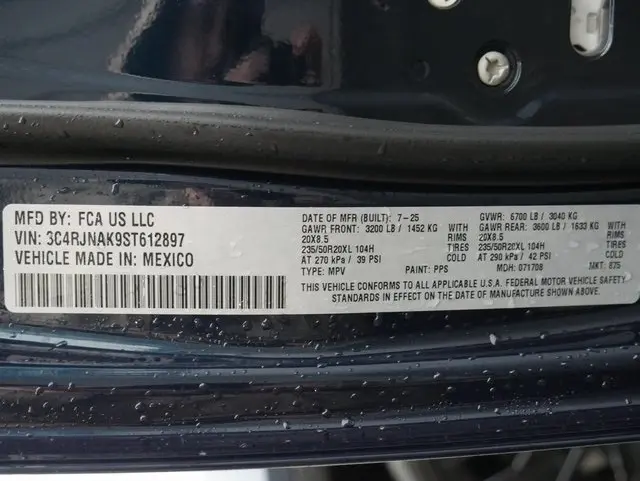 MFD BY: FCA US LLC
VIN: 3C4RJNAK9ST612897
VEHICLE MADE IN: MEXICO
DATE OF MFR (BUILT): 7-25
GAWR FRONT: 3200 LB / 1452 KG WITH
20X8.5 RIMS
235/50R20XL 104H TIRES
AT 270 kPa / 39 PSI COLD
TYPE: MPV PAINT: PPS
GVWR: 6700 LB / 3040 KG
GAWR REAR: 3600 LB / 1633 KG WITH
20X8.5 RIMS
235/50R20XL 104H TIRES
AT 290 kPa / 42 PSI COLD
MDH: 071708 MKT: 875
THIS VEHICLE CONFORMS TO ALL APPLICABLE U.S.A. FEDERAL MOTOR VEHICLE SAFETY
STANDARDS IN EFFECT ON THE DATE OF MANUFACTURE SHOWN ABOVE.